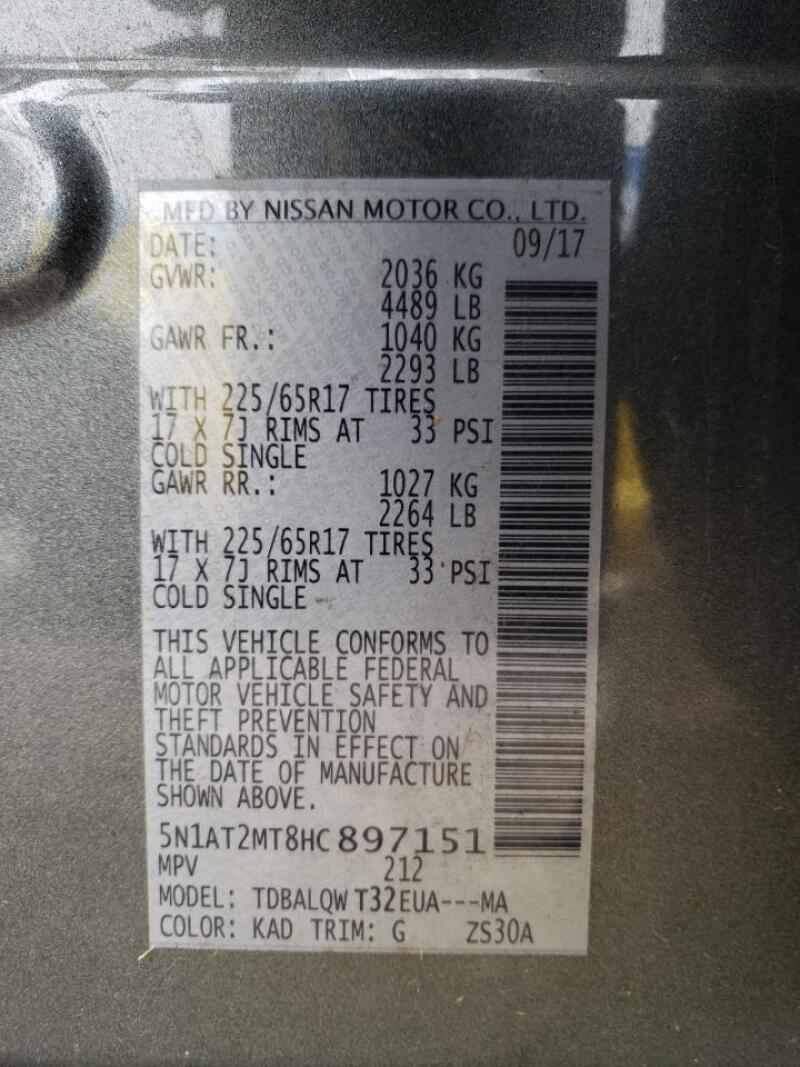 MFD BY NISSAN MOTOR CO., LTD.
DATE: 09/17
GVWR: 2036 KG
4489 LB
GAWR FR.: 1040 KG
2293 LB
WITH 225/65R17 TIRES
17 X 7J RIMS AT 33 PSI
COLD SINGLE
GAWR RR.: 1027 KG
2264 LB
WITH 225/65R17 TIRES
17 X 7J RIMS AT 33 PSI
COLD SINGLE
THIS VEHICLE CONFORMS TO
ALL APPLICABLE FEDERAL
MOTOR VEHICLE SAFETY AND
THEFT PREVENTION
STANDARDS IN EFFECT ON
THE DATE OF MANUFACTURE
SHOWN ABOVE.
5N1AT2MT8HC897151
MPV 212
MODEL: TDBALQW T32EUA---MA
COLOR: KAD TRIM: G ZS30A